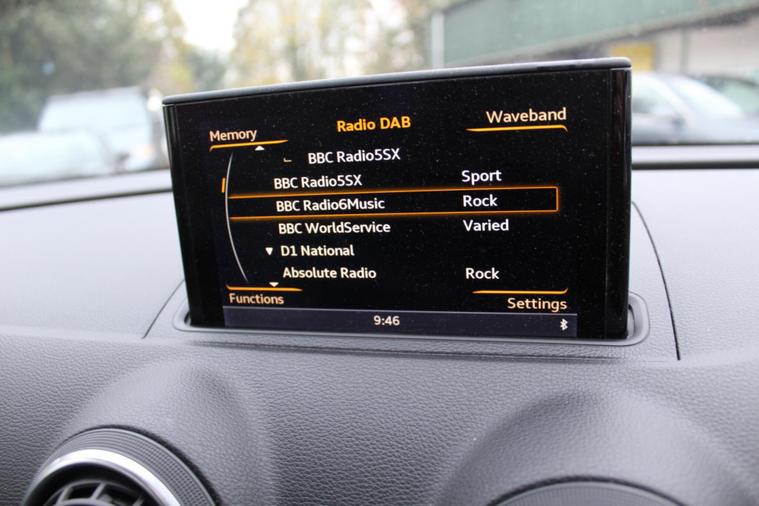 Memory Radio DAB Waveband
BBC Radio5SX
BBC Radio5SX Sport
BBC Radio6Music Rock
BBC WorldService Varied
D1 National
Absolute Radio Rock
Functions Settings
9:46